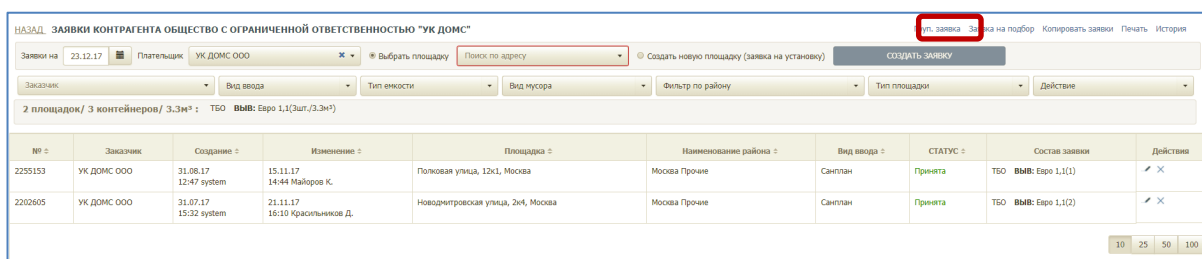 НАЗАД ЗАЯВКИ КОНТРАГЕНТА ОБЩЕСТВО С ОГРАНИЧЕННОЙ ОТВЕТСТВЕННОСТЬЮ "УК ДОМС" заявка на подбор Копировать заявки Печать История
Заявки на 23.12.17 Плательщик УК ДОМС ООО Выбрать площадку Поиск по адресу Создать новую площадку (заявка на установку) СОЗДАТЬ ЗАЯВКУ
Заказчик Вид ввода Тип емкости Вид мусора Фильтр по району Тип площадки Действие
2 площадок/ 3 контейнеров/ 3.3м³ : ТБО ВЫВ: Евро 1,1(3шт./3.3м³)
№ Заказчик Создание Изменение Площадка Наименование района Вид ввода СТАТУС Состав заявки Действия
2255153 УК ДОМС ООО 31.08.17 15.11.17 Полковая улица, 12к1, Москва Москва Прочие Санплан Принята ТБО ВЫВ: Евро 1,1(1)
12:47 system 14:44 Майоров К.
2202605 УК ДОМС ООО 31.07.17 21.11.17 Новодмитровская улица, 2к4, Москва Москва Прочие Санплан Принята ТБО ВЫВ: Евро 1,1(2)
15:32 system 16:10 Красильников Д.
10 25 50 100